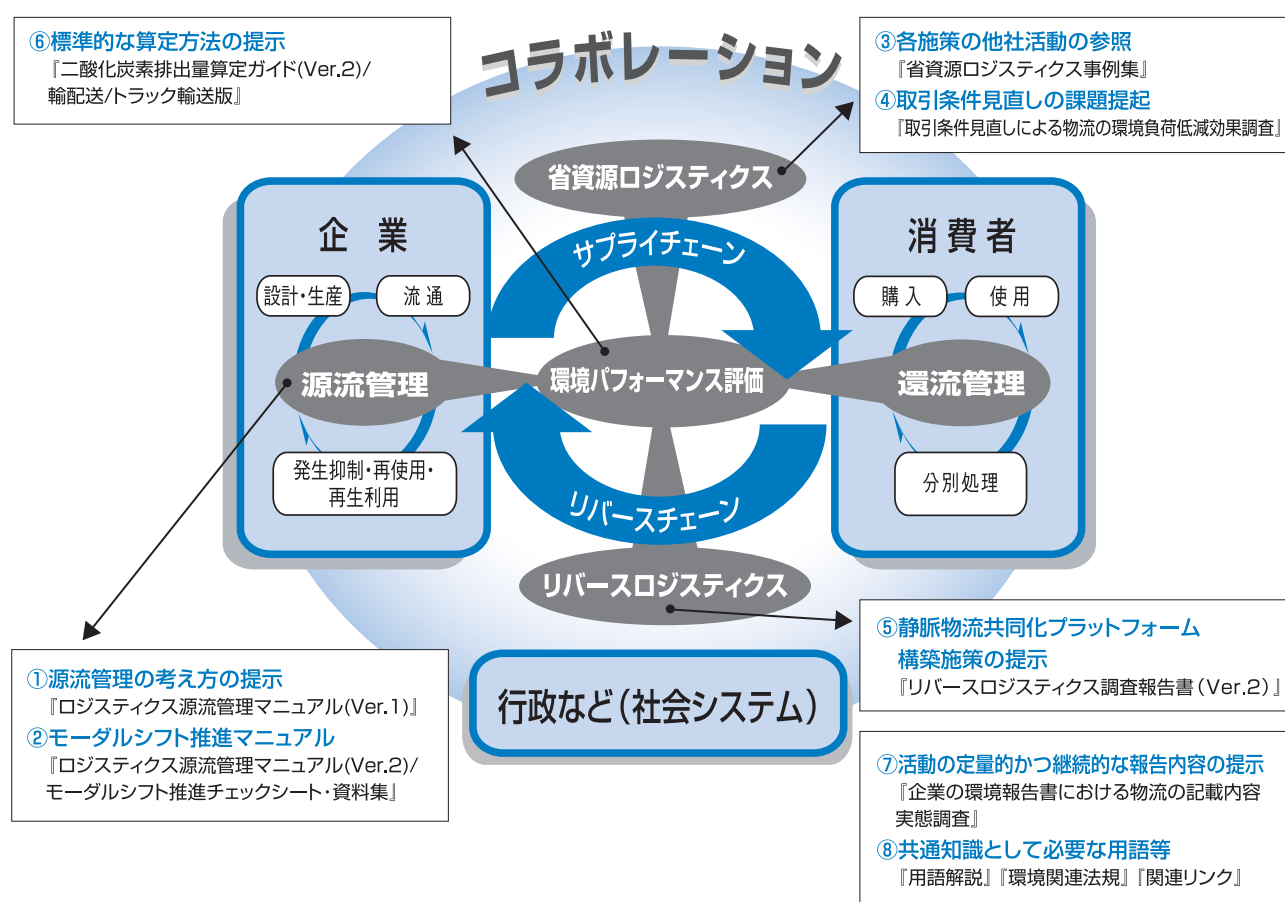 ⑥標準的な算定方法の提示
『二酸化炭素排出量算定ガイド(Ver.2)/
輸配送/トラック輸送版』
コラボレーション
③各施策の他社活動の参照
『省資源ロジスティクス事例集』
④取引条件見直しの課題提起
『取引条件見直しによる物流の環境負荷低減効果調査』
省資源ロジスティクス
企 業
設計・生産
流 通
源流管理
発生抑制・再使用・
再生利用
サプライチェーン
環境パフォーマンス評価
リバースチェーン
リバースロジスティクス
消 費 者
購 入
使 用
還流管理
分別処理
行政など(社会システム)
①源流管理の考え方の提示
『ロジスティクス源流管理マニュアル(Ver.1)』
②モーダルシフト推進マニュアル
『ロジスティクス源流管理マニュアル(Ver.2)/
モーダルシフト推進チェックシート・資料集』
⑤静脈物流共同化プラットフォーム
構築施策の提示
『リバースロジスティクス調査報告書(Ver.2)』
⑦活動の定量的かつ継続的な報告内容の提示
『企業の環境報告書における物流の記載内容
実態調査』
⑧共通知識として必要な用語等
『用語解説』『環境関連法規』『関連リンク』